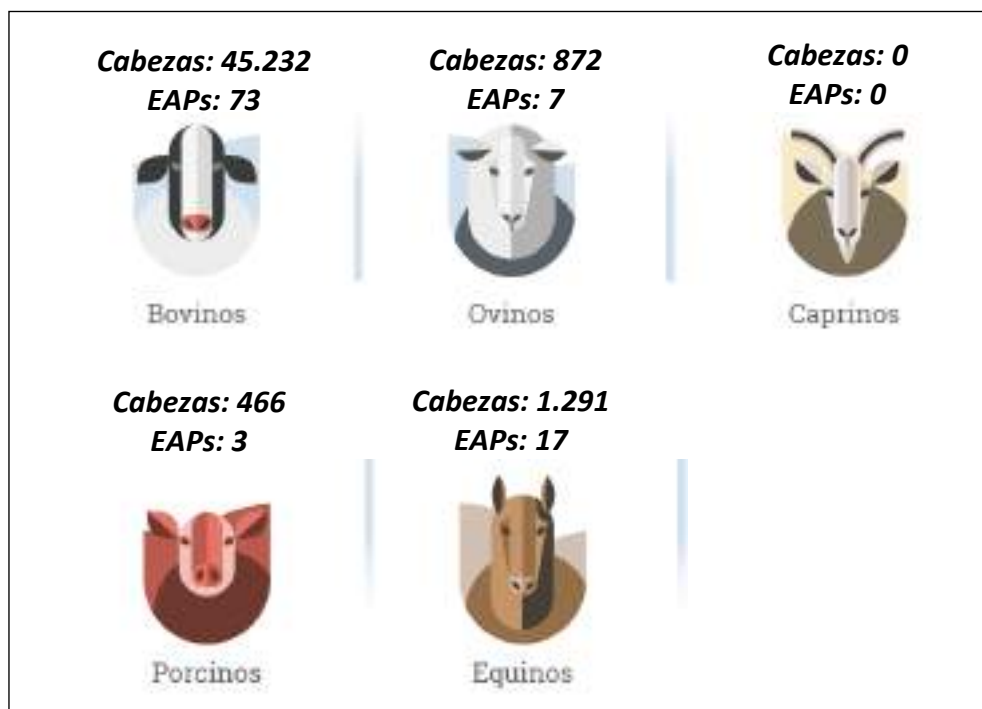 Cabezas: 45.232
EAPs: 73
Bovinos
Cabezas: 872
EAPs: 7
Ovinos
Cabezas: 0
EAPs: 0
Caprinos
Cabezas: 466
EAPs: 3
Porcinos
Cabezas: 1.291
EAPs: 17
Equinos